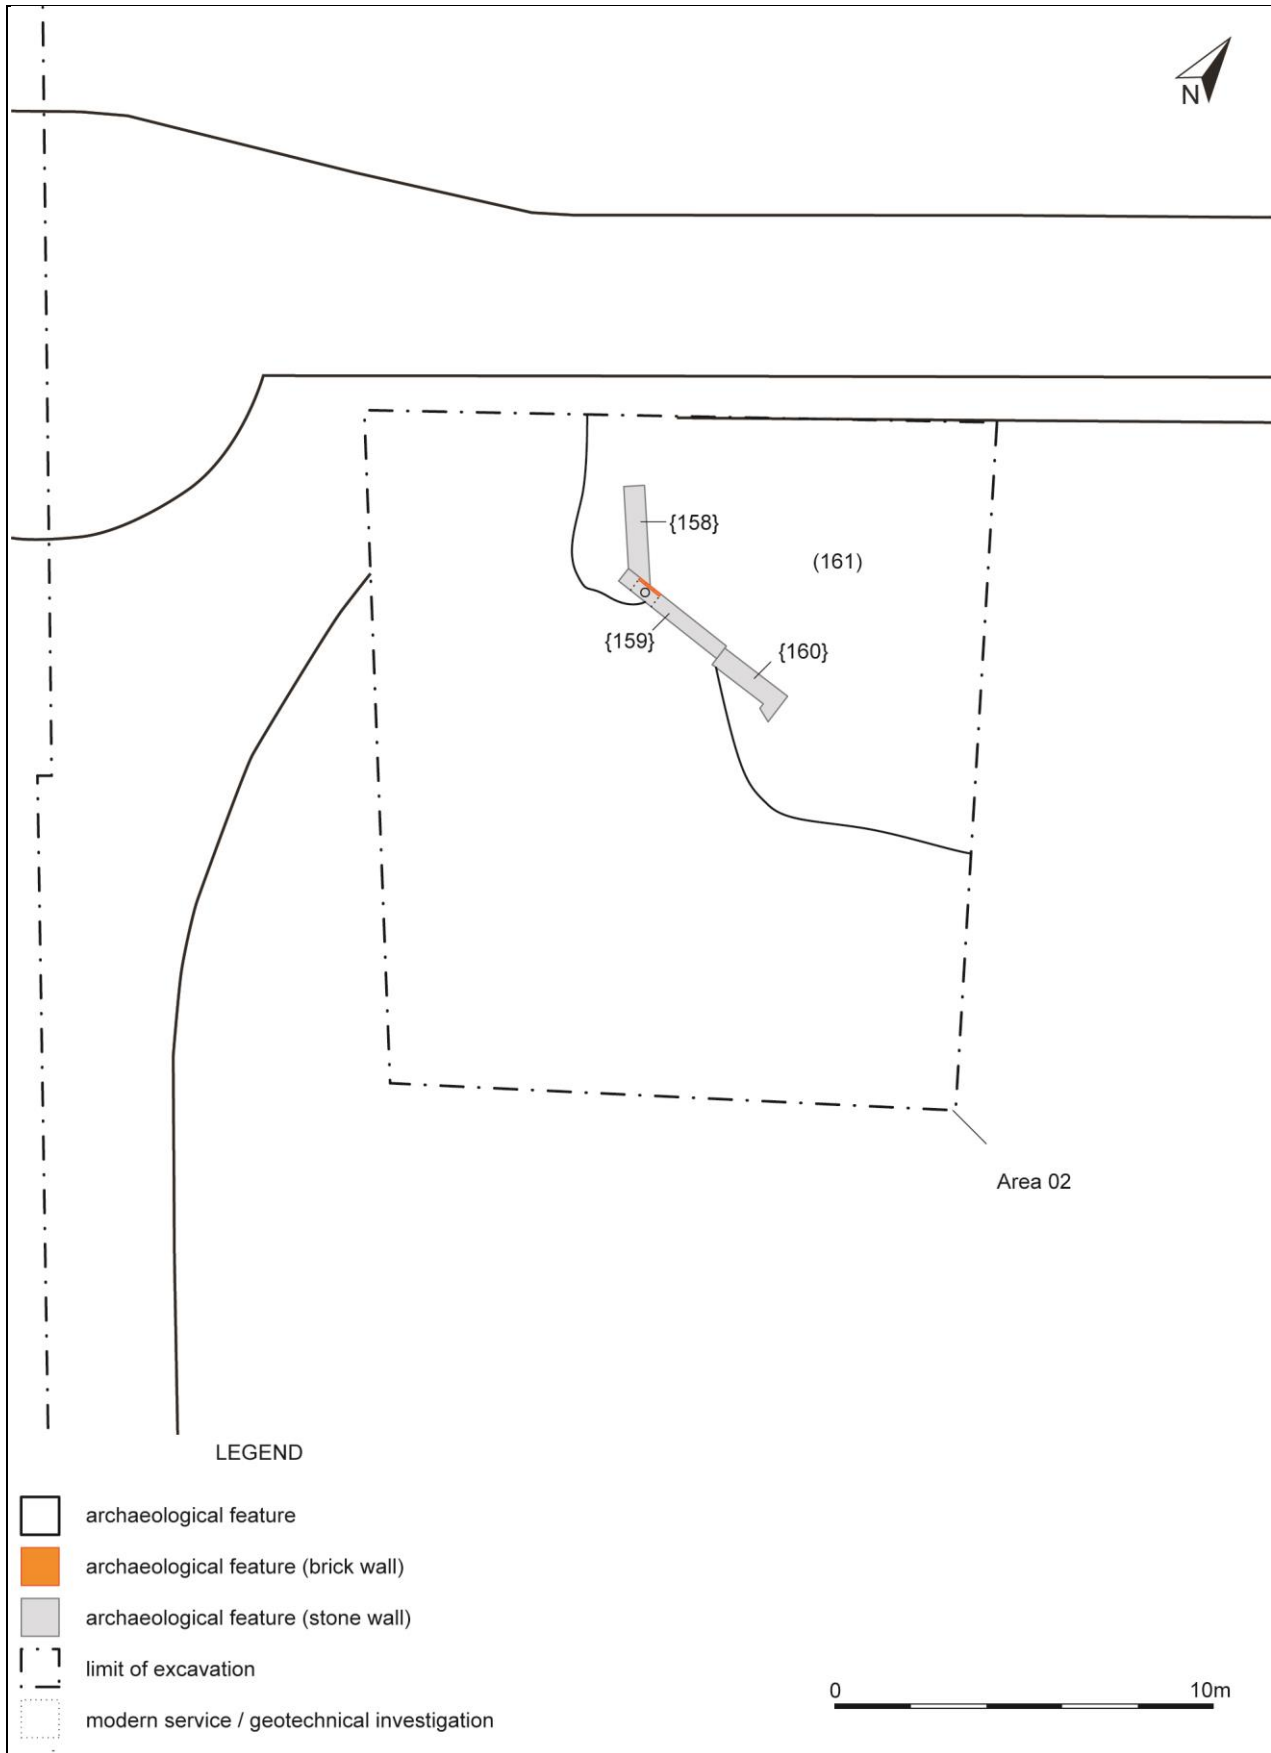 N
{158}
(161)
{159}
{160}
Area 02
LEGEND
archaeological feature
archaeological feature (brick wall)
archaeological feature (stone wall)
limit of excavation
modern service / geotechnical investigation
0 10m